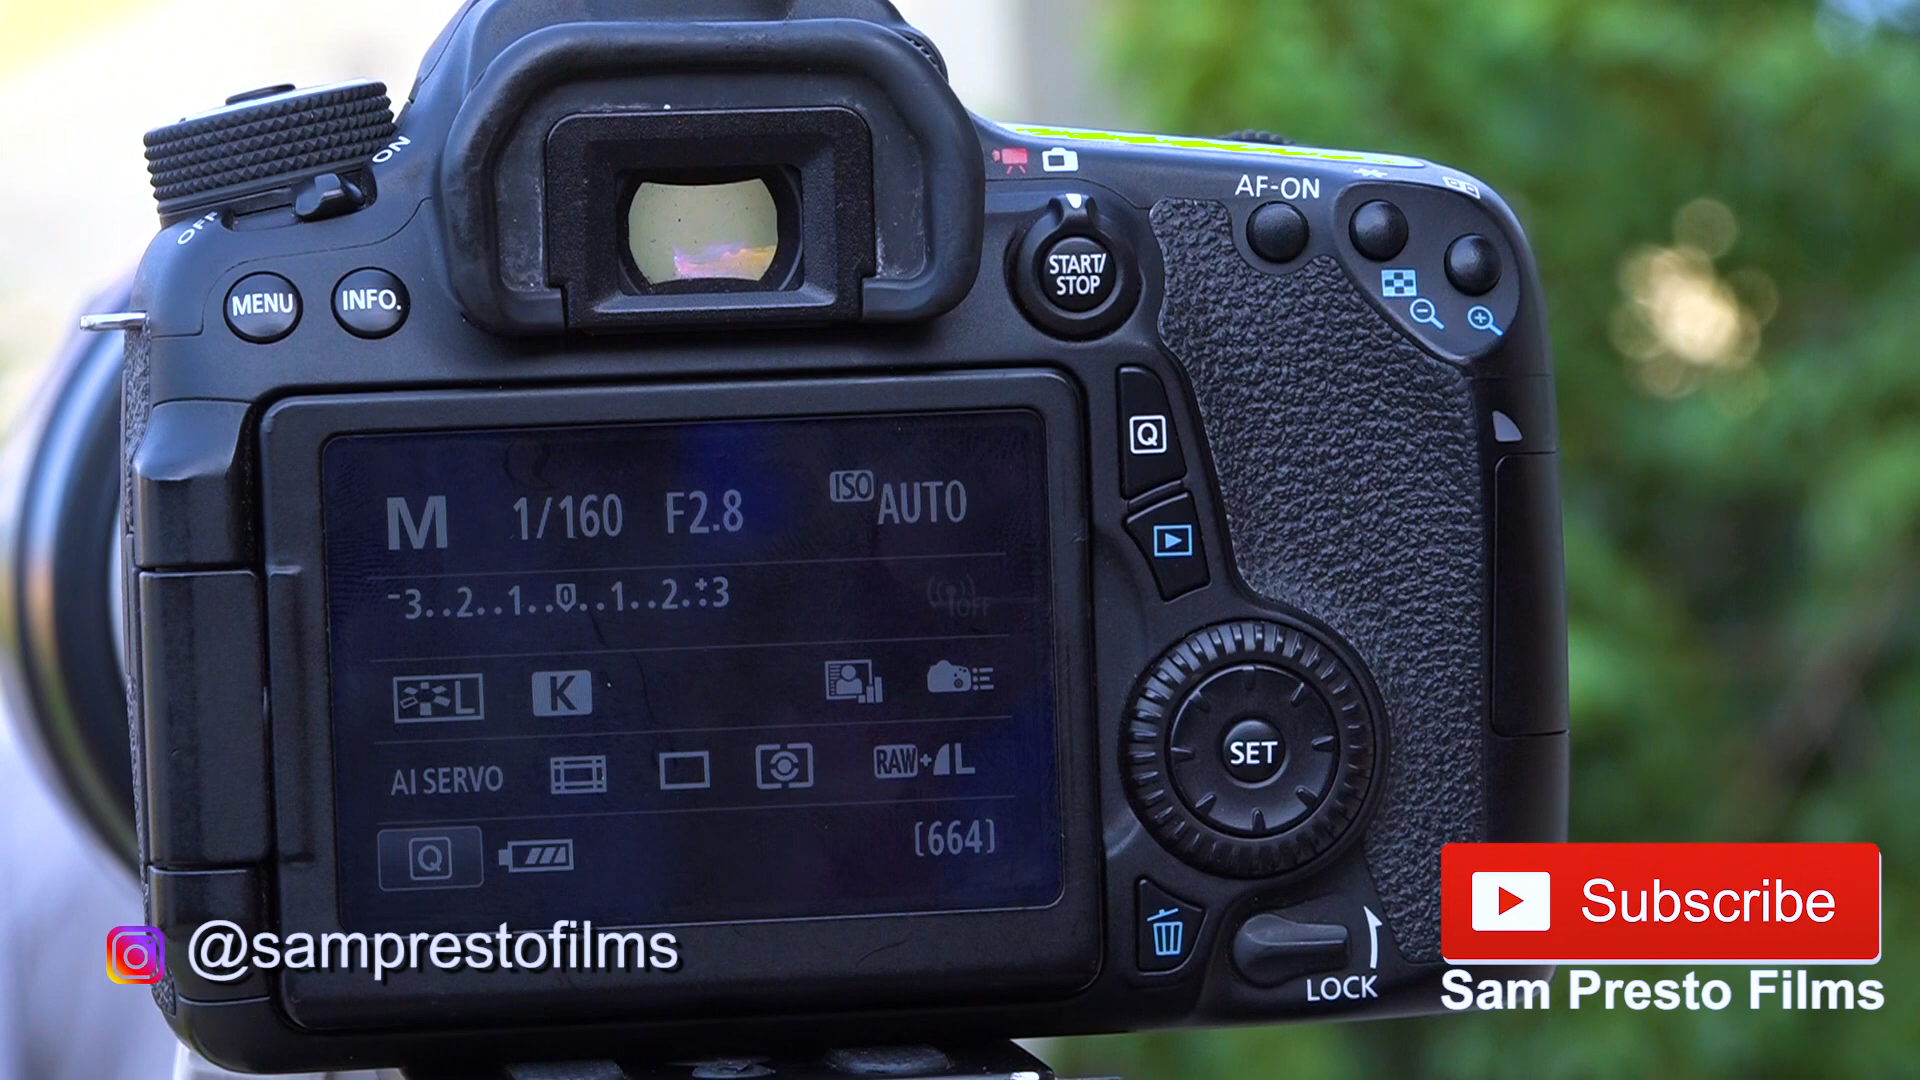 ON
OFF
MENU
INFO.
START/
STOP
AF-ON
Q
M 1/160 F2.8 ISO AUTO
-3..2..1..0..1..2.+3
OFF
L K
AI SERVO RAW+L
Q [664]
SET
LOCK
@samprestofilms
Subscribe
Sam Presto Films